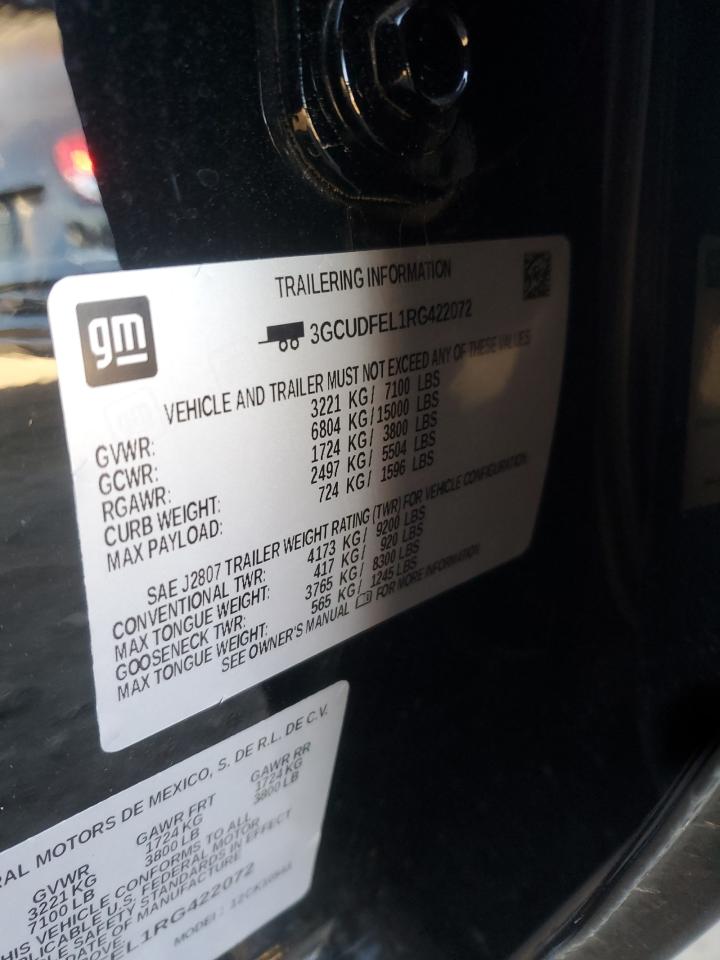 gm
TRAILERING INFORMATION
3GCUDFEL1RG422072
VEHICLE AND TRAILER MUST NOT EXCEED ANY OF THESE VALUES
GVWR: 3221 KG/ 7100 LBS
GCWR: 6804 KG/15000 LBS
RGAWR: 1724 KG/ 3800 LBS
CURB WEIGHT: 2497 KG/ 5504 LBS
MAX PAYLOAD: 724 KG/ 1596 LBS
SAE J2807 TRAILER WEIGHT RATING (TWR) FOR VEHICLE CONFIGURATION
CONVENTIONAL TWR: 4173 KG/ 9200 LBS
MAX TONGUE WEIGHT: 417 KG/ 920 LBS
GOOSENECK TWR: 3765 KG/ 8300 LBS
MAX TONGUE WEIGHT: 565 KG/ 1245 LBS
SEE OWNER'S MANUAL FOR MORE INFORMATION
RAL MOTORS DE MEXICO, S. DE R.L. DE C.V.
GVWR GAWR FRT GAWR RR
3221 KG 1724 KG 1724 KG
7100 LB 3800 LB 3800 LB
HIS VEHICLE CONFORMS TO ALL
PLICABLE U.S. FEDERAL MOTOR
LE SAFETY STANDARDS IN EFFECT
DATE OF MANUFACTURE
OVE
EL1RG422072
MODEL: